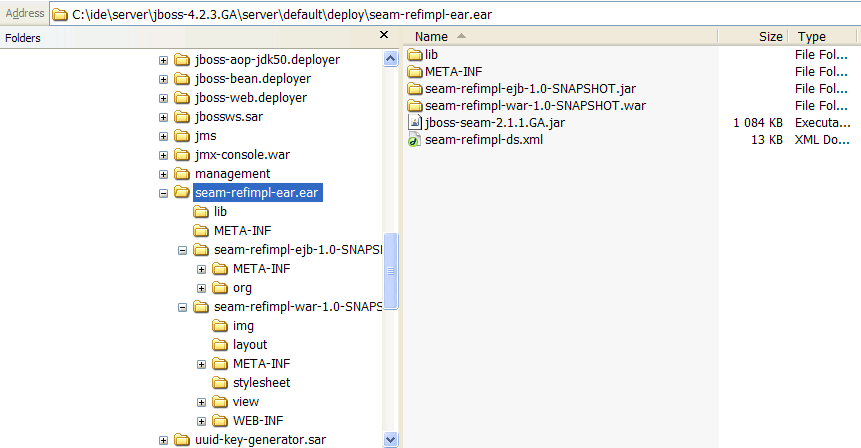 Address C:\ide\server\jboss-4.2.3.GA\server\default\deploy\seam-refimpl-ear.ear
Folders
jboss-aop-jdk50.deployer
jboss-bean.deployer
jboss-web.deployer
jbossws.sar
jms
jmx-console.war
management
seam-refimpl-ear.ear
lib
META-INF
seam-refimpl-ejb-1.0-SNAPS
META-INF
org
seam-refimpl-war-1.0-SNAPS
img
layout
META-INF
stylesheet
view
WEB-INF
uuid-key-generator.sar
Name Size Type
lib File Fol...
META-INF File Fol...
seam-refimpl-ejb-1.0-SNAPSHOT.jar File Fol...
seam-refimpl-war-1.0-SNAPSHOT.war File Fol...
jboss-seam-2.1.1.GA.jar 1 084 KB Executa...
seam-refimpl-ds.xml 13 KB XML Do...